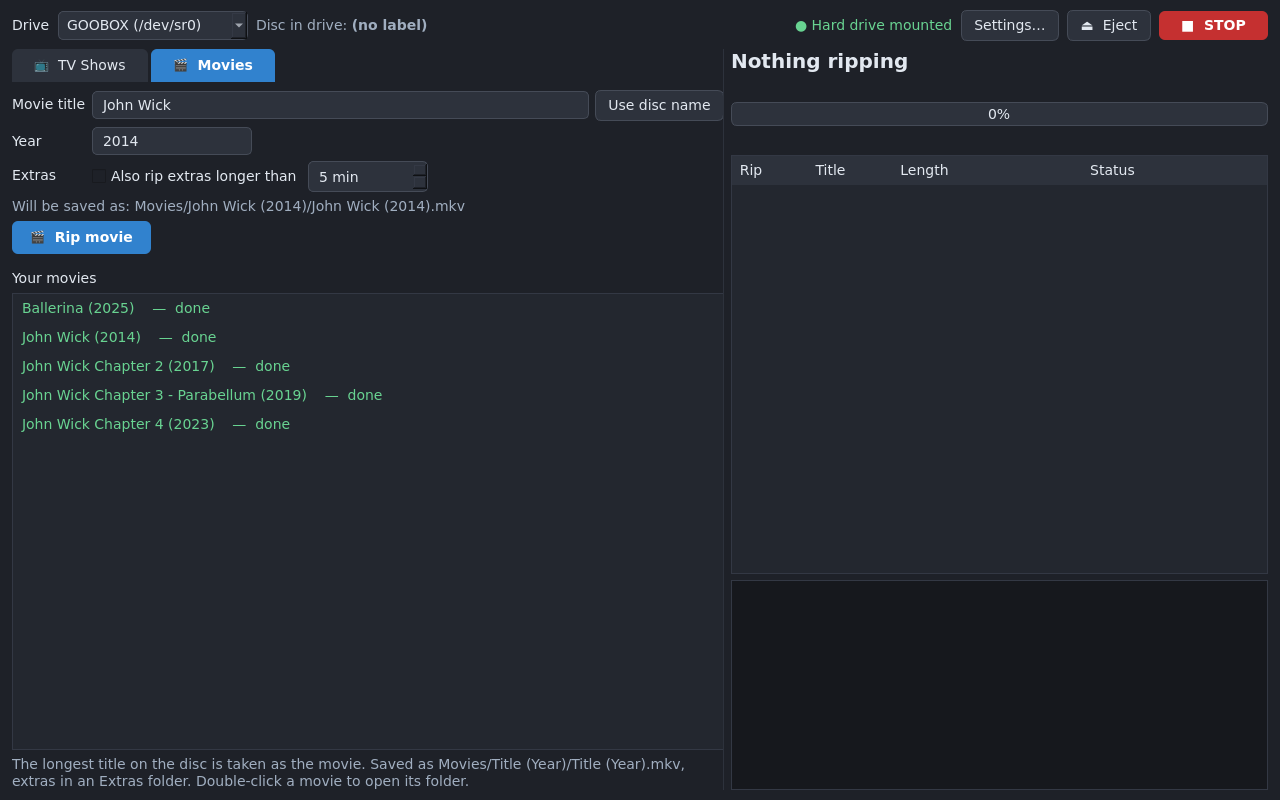 Drive GOOBOX (/dev/sr0) Disc in drive: (no label) Hard drive mounted Settings... Eject STOP
TV Shows Movies
Movie title John Wick Use disc name
Year 2014
Extras Also rip extras longer than 5 min
Will be saved as: Movies/John Wick (2014)/John Wick (2014).mkv
Rip movie
Your movies
Ballerina (2025) — done
John Wick (2014) — done
John Wick Chapter 2 (2017) — done
John Wick Chapter 3 - Parabellum (2019) — done
John Wick Chapter 4 (2023) — done
The longest title on the disc is taken as the movie. Saved as Movies/Title (Year)/Title (Year).mkv,
extras in an Extras folder. Double-click a movie to open its folder.
Nothing ripping
0%
Rip Title Length Status